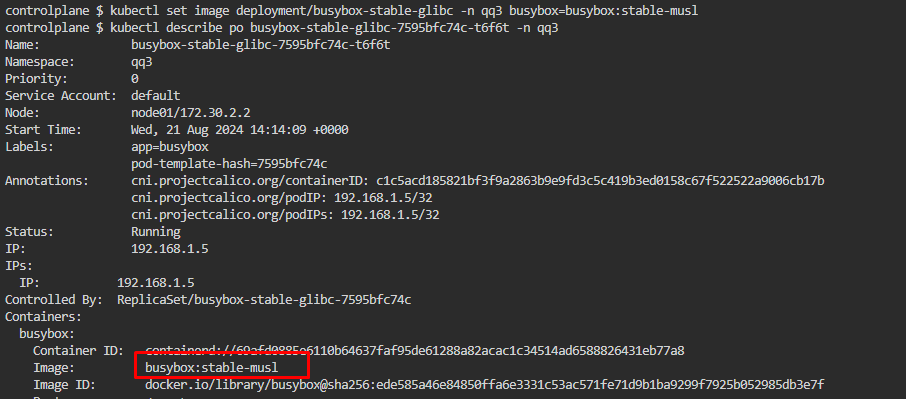 controlplane $ kubectl set image deployment/busybox-stable-glibc -n qq3 busybox=busybox:stable-musl
controlplane $ kubectl describe po busybox-stable-glibc-7595bfc74c-t6f6t -n qq3
Name: busybox-stable-glibc-7595bfc74c-t6f6t
Namespace: qq3
Priority: 0
Service Account: default
Node: node01/172.30.2.2
Start Time: Wed, 21 Aug 2024 14:14:09 +0000
Labels: app=busybox
pod-template-hash=7595bfc74c
Annotations: cni.projectcalico.org/containerID: c1c5acd185821bf3f9a2863b9e9fd3c5c419b3ed0158c67f522522a9006cb17b
cni.projectcalico.org/podIP: 192.168.1.5/32
cni.projectcalico.org/podIPs: 192.168.1.5/32
Status: Running
IP: 192.168.1.5
IPs:
IP: 192.168.1.5
Controlled By: ReplicaSet/busybox-stable-glibc-7595bfc74c
Containers:
busybox:
Container ID: containerd://69afd0885e6110b64637faf95de61288a82acac1c34514ad6588826431eb77a8
Image: busybox:stable-musl
Image ID: docker.io/library/busybox@sha256:ede585a46e84850ffa6e3331c53ac571fe71d9b1ba9299f7925b052985db3e7f